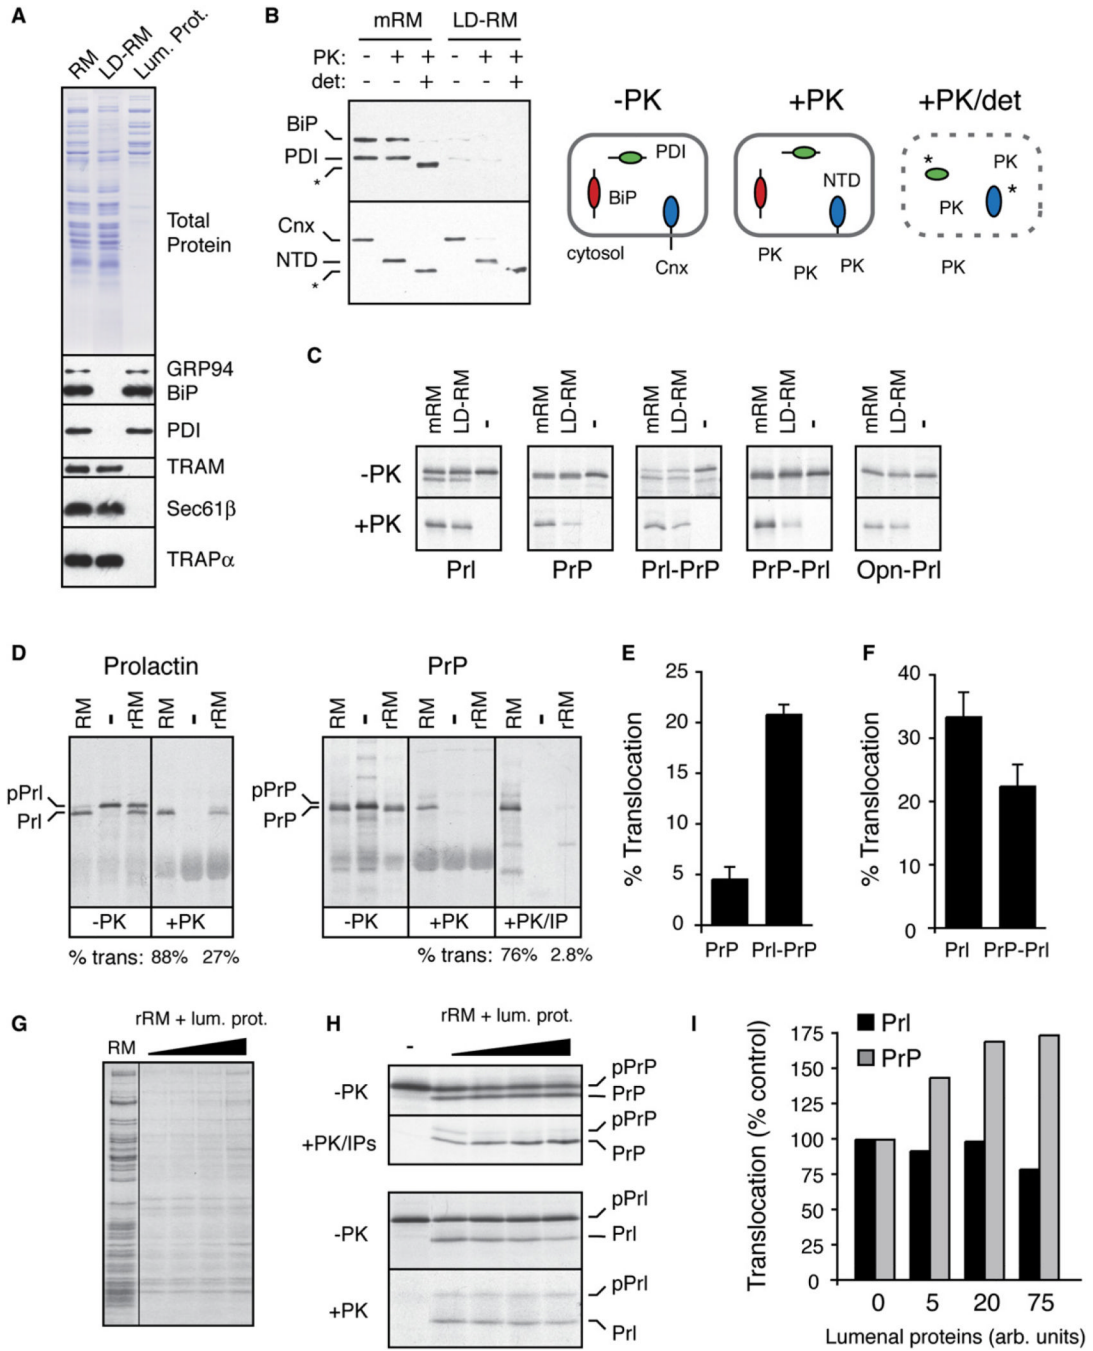 A
RM
LD-RM
Lum. Prot.
Total
Protein
GRP94
BiP
PDI
TRAM
Sec61β
TRAPα
B
mRM LD-RM
PK: - + + - + +
det: - - + - - +
BiP
PDI
*
Cnx
NTD
*
-PK +PK +PK/det
PDI
BiP
cytosol
Cnx
NTD
PK
PK
PK
*
PK
*
PK
PK
C
mRM LD-RM - mRM LD-RM - mRM LD-RM - mRM LD-RM - mRM LD-RM -
-PK
+PK
Prl PrP Prl-PrP PrP-Prl Opn-Prl
D
Prolactin
RM - rRM RM - rRM
pPrl
Prl
-PK +PK
% trans: 88% 27%
PrP
RM - rRM RM - rRM RM - rRM
pPrP
PrP
-PK +PK +PK/IP
% trans: 76% 2.8%
E
% Translocation
25
20
15
10
5
0
PrP Prl-PrP
F
% Translocation
40
30
20
10
0
Prl PrP-Prl
G
rRM + lum. prot.
RM
H
rRM + lum. prot.
-
-PK
pPrP
PrP
+PK/IPs
pPrP
PrP
-PK
pPrl
Prl
+PK
pPrl
Prl
I
Prl
PrP
Translocation (% control)
175
150
125
100
75
50
25
0
0 5 20 75
Lumenal proteins (arb. units)